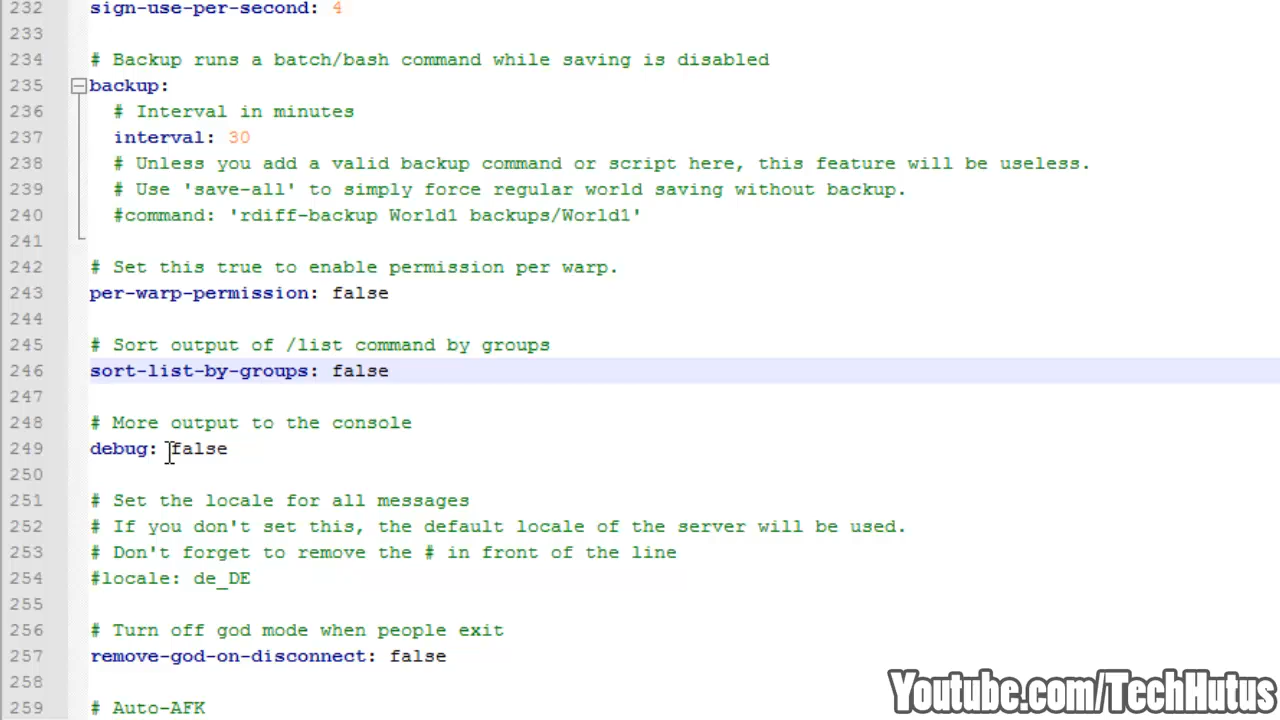 232 sign-use-per-second: 4
233
234 # Backup runs a batch/bash command while saving is disabled
235 backup:
236 # Interval in minutes
237 interval: 30
238 # Unless you add a valid backup command or script here, this feature will be useless.
239 # Use 'save-all' to simply force regular world saving without backup.
240 #command: 'rdiff-backup World1 backups/World1'
241
242 # Set this true to enable permission per warp.
243 per-warp-permission: false
244
245 # Sort output of /list command by groups
246 sort-list-by-groups: false
247
248 # More output to the console
249 debug: false
250
251 # Set the locale for all messages
252 # If you don't set this, the default locale of the server will be used.
253 # Don't forget to remove the # in front of the line
254 #locale: de_DE
255
256 # Turn off god mode when people exit
257 remove-god-on-disconnect: false
258
259 # Auto-AFK
Youtube.com/TechHutus